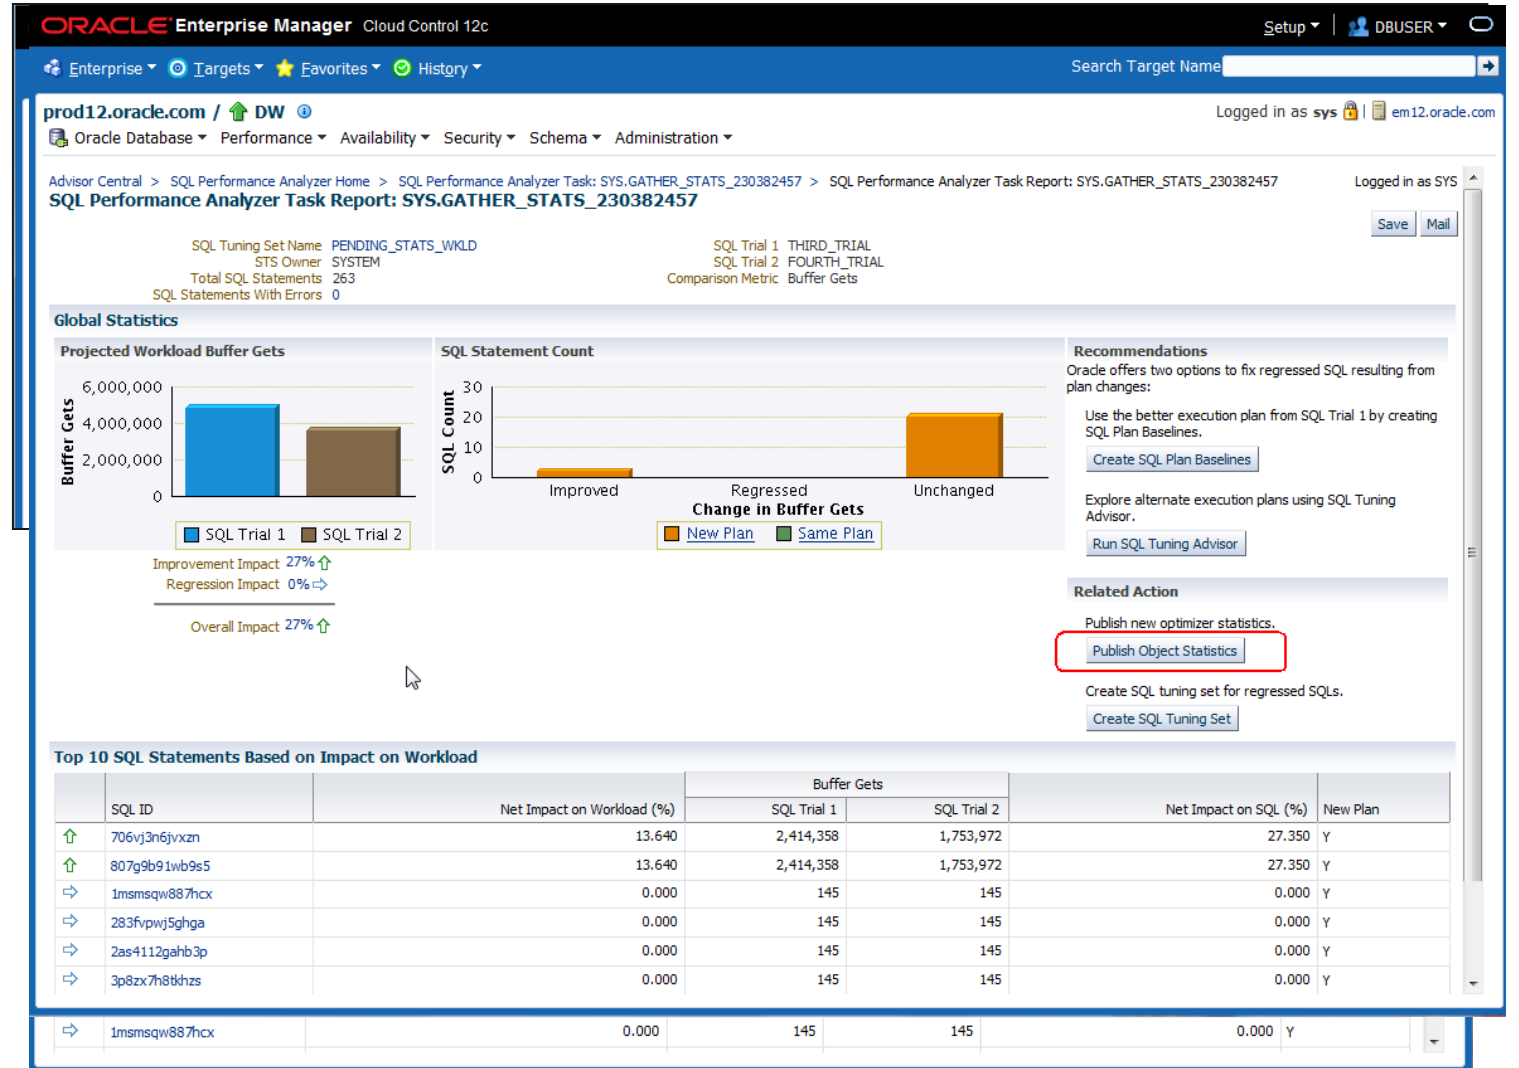 ORACLE Enterprise Manager Cloud Control 12c
Setup DBUSER
Enterprise Targets Favorites History Search Target Name
prod12.oracle.com / DW Logged in as sys em12.oracle.com
Oracle Database Performance Availability Security Schema Administration
Advisor Central > SQL Performance Analyzer Home > SQL Performance Analyzer Task: SYS.GATHER_STATS_230382457 > SQL Performance Analyzer Task Report: SYS.GATHER_STATS_230382457 Logged in as SYS
SQL Performance Analyzer Task Report: SYS.GATHER_STATS_230382457
Save Mail
SQL Tuning Set Name PENDING_STATS_WKLD
STS Owner SYSTEM
Total SQL Statements 263
SQL Statements With Errors 0
SQL Trial 1 THIRD_TRIAL
SQL Trial 2 FOURTH_TRIAL
Comparison Metric Buffer Gets
Global Statistics
Projected Workload Buffer Gets
Buffer Gets
6,000,000
4,000,000
2,000,000
0
SQL Trial 1 SQL Trial 2
Improvement Impact 27%
Regression Impact 0%
Overall Impact 27%
SQL Statement Count
SQL Count
30
20
10
0
Improved Regressed Unchanged
Change in Buffer Gets
New Plan Same Plan
Recommendations
Oracle offers two options to fix regressed SQL resulting from
plan changes:
Use the better execution plan from SQL Trial 1 by creating
SQL Plan Baselines.
Create SQL Plan Baselines
Explore alternate execution plans using SQL Tuning
Advisor.
Run SQL Tuning Advisor
Related Action
Publish new optimizer statistics.
Publish Object Statistics
Create SQL tuning set for regressed SQLs.
Create SQL Tuning Set
Top 10 SQL Statements Based on Impact on Workload
Buffer Gets
SQL ID Net Impact on Workload (%) SQL Trial 1 SQL Trial 2 Net Impact on SQL (%) New Plan
706vj3n6jvxzn 13.640 2,414,358 1,753,972 27.350 Y
807g9b91wb9s5 13.640 2,414,358 1,753,972 27.350 Y
1msmsqw887hcx 0.000 145 145 0.000 Y
283fvpwj5ghga 0.000 145 145 0.000 Y
2as4112gahb3p 0.000 145 145 0.000 Y
3p8zx7h8tkhzs 0.000 145 145 0.000 Y
1msmsqw887hcx 0.000 145 145 0.000 Y